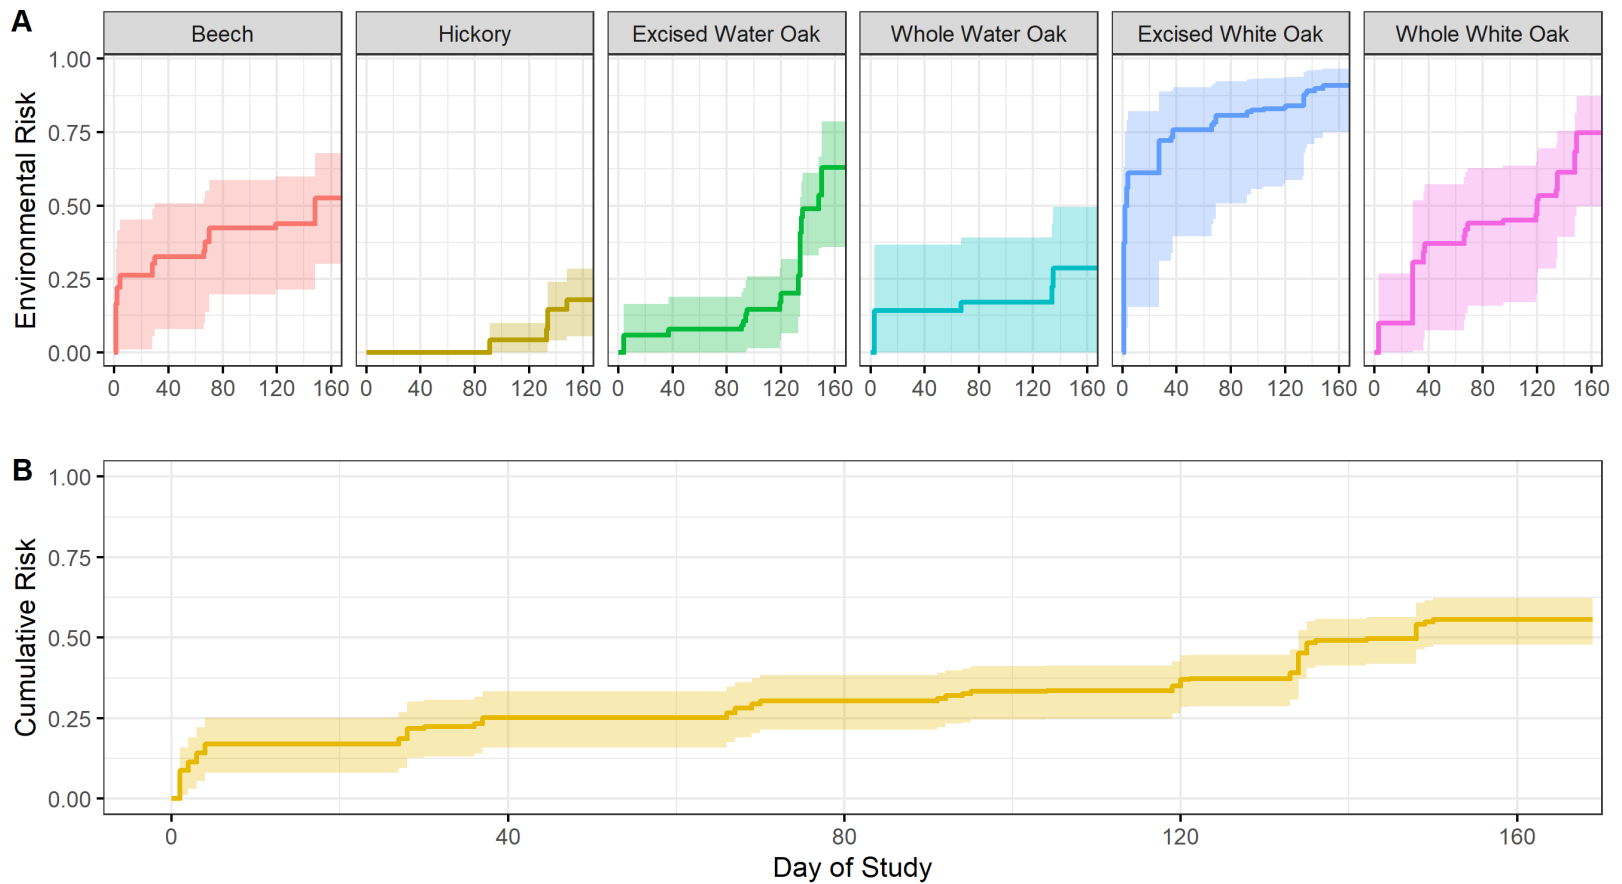 A
Beech Hickory Excised Water Oak Whole Water Oak Excised White Oak Whole White Oak
Environmental Risk
1.00
0.75
0.50
0.25
0.00
0 40 80 120 160 0 40 80 120 160 0 40 80 120 160 0 40 80 120 160 0 40 80 120 160 0 40 80 120 160
B
Cumulative Risk
1.00
0.75
0.50
0.25
0.00
0 40 80 120 160
Day of Study